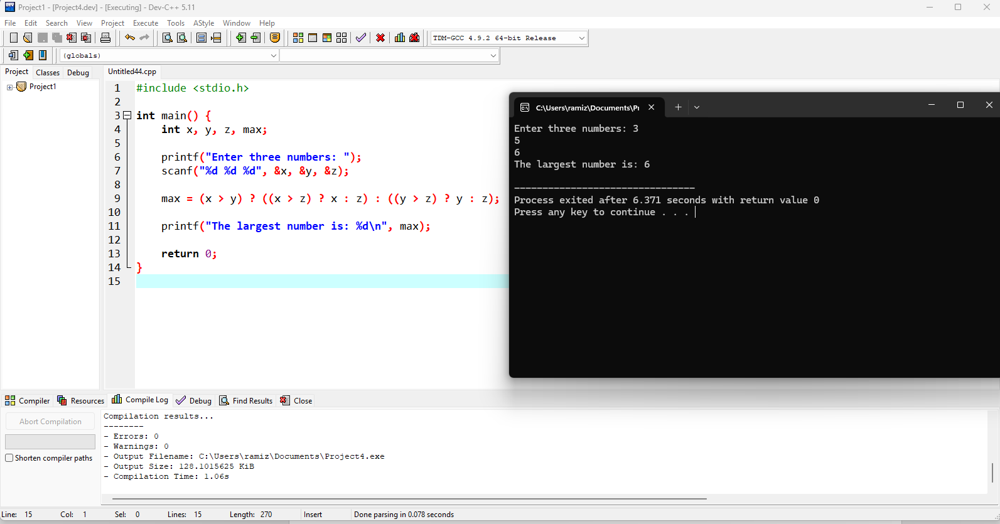 Project1 - [Project4.dev] - [Executing] - Dev-C++ 5.11
File Edit Search View Project Execute Tools AStyle Window Help
TDM-GCC 4.9.2 64-bit Release
(globals)
Project Classes Debug
Project1
Untitled44.cpp
1 #include <stdio.h>
2
3 int main() {
4 int x, y, z, max;
5
6 printf("Enter three numbers: ");
7 scanf("%d %d %d", &x, &y, &z);
8
9 max = (x > y) ? ((x > z) ? x : z) : ((y > z) ? y : z);
10
11 printf("The largest number is: %d\n", max);
12
13 return 0;
14 }
15
C:\Users\ramiz\Documents\Pr
Enter three numbers: 3
5
6
The largest number is: 6
--------------------------------
Process exited after 6.371 seconds with return value 0
Press any key to continue . . .
Compiler Resources Compile Log Debug Find Results Close
Abort Compilation
Shorten compiler paths
Compilation results...
--------
- Errors: 0
- Warnings: 0
- Output Filename: C:\Users\ramiz\Documents\Project4.exe
- Output Size: 128.1015625 KiB
- Compilation Time: 1.06s
Line: 15 Col: 1 Sel: 0 Lines: 15 Length: 270 Insert Done parsing in 0.078 seconds